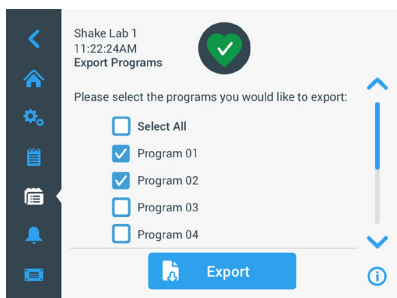 Shake Lab 1
11:22:24AM
Export Programs
Please select the programs you would like to export:
Select All
Program 01
Program 02
Program 03
Program 04
Export